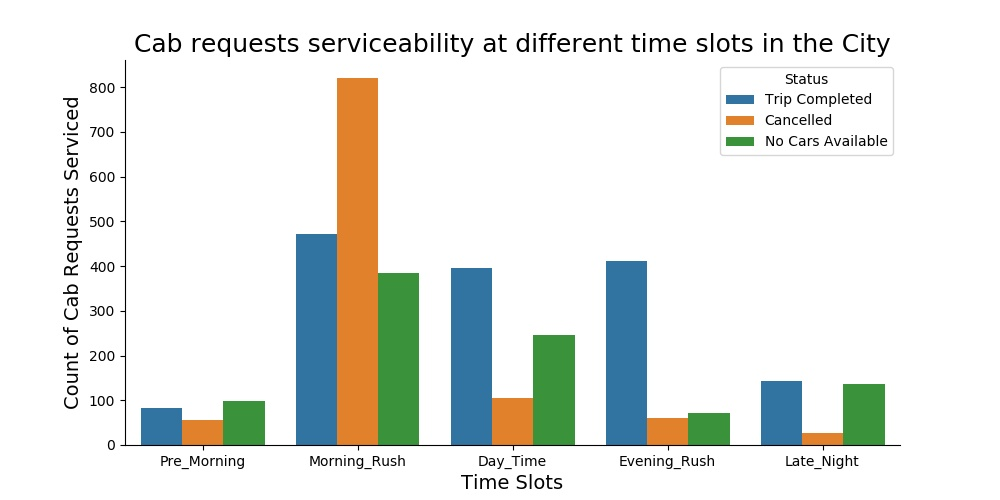 Cab requests serviceability at different time slots in the City
Status
Trip Completed
Cancelled
No Cars Available
Count of Cab Requests Serviced
800
700
600
500
400
300
200
100
0
Pre_Morning Morning_Rush Day_Time Evening_Rush Late_Night
Time Slots